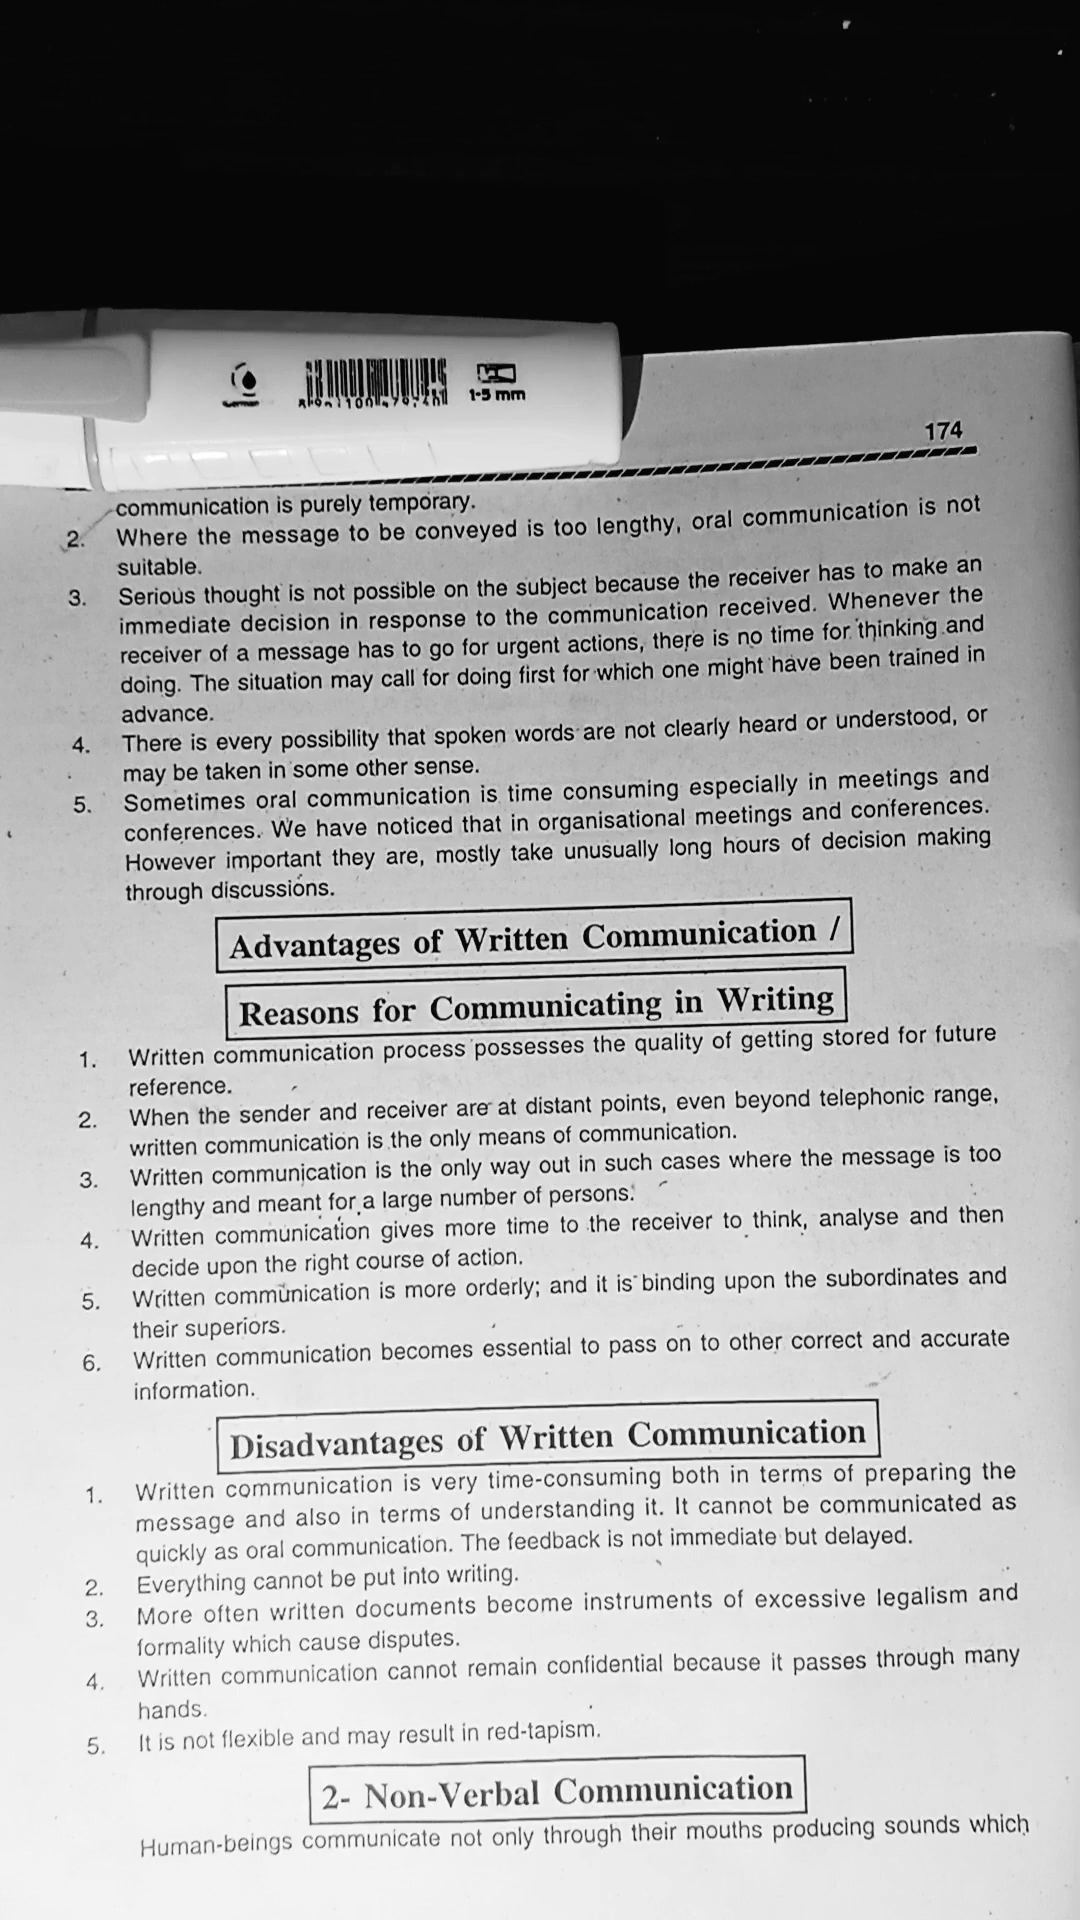 1-5 mm
174
communication is purely temporary.
2. Where the message to be conveyed is too lengthy, oral communication is not
suitable.
3. Serious thought is not possible on the subject because the receiver has to make an
immediate decision in response to the communication received. Whenever the
receiver of a message has to go for urgent actions, there is no time for thinking and
doing. The situation may call for doing first for which one might have been trained in
advance.
4. There is every possibility that spoken words are not clearly heard or understood, or
may be taken in some other sense.
5. Sometimes oral communication is time consuming especially in meetings and
conferences. We have noticed that in organisational meetings and conferences.
However important they are, mostly take unusually long hours of decision making
through discussions.
Advantages of Written Communication /
Reasons for Communicating in Writing
1. Written communication process possesses the quality of getting stored for future
reference.
2. When the sender and receiver are at distant points, even beyond telephonic range,
written communication is the only means of communication.
3. Written communication is the only way out in such cases where the message is too
lengthy and meant for a large number of persons.
4. Written communication gives more time to the receiver to think, analyse and then
decide upon the right course of action.
5. Written communication is more orderly; and it is binding upon the subordinates and
their superiors.
6. Written communication becomes essential to pass on to other correct and accurate
information.
Disadvantages of Written Communication
1. Written communication is very time-consuming both in terms of preparing the
message and also in terms of understanding it. It cannot be communicated as
quickly as oral communication. The feedback is not immediate but delayed.
2. Everything cannot be put into writing.
3. More often written documents become instruments of excessive legalism and
formality which cause disputes.
4. Written communication cannot remain confidential because it passes through many
hands.
5. It is not flexible and may result in red-tapism.
2- Non-Verbal Communication
Human-beings communicate not only through their mouths producing sounds which